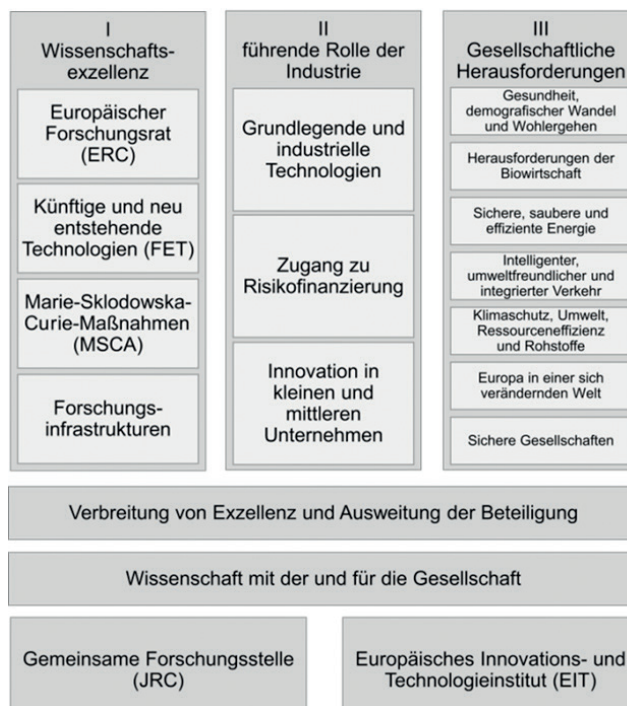 I
Wissenschafts-
exzellenz
Europäischer
Forschungsrat
(ERC)
Künftige und neu
entstehende
Technologien (FET)
Marie-Sklodowska-
Curie-Maßnahmen
(MSCA)
Forschungs-
infrastrukturen
II
führende Rolle der
Industrie
Grundlegende und
industrielle
Technologien
Zugang zu
Risikofinanzierung
Innovation in
kleinen und
mittleren
Unternehmen
III
Gesellschaftliche
Herausforderungen
Gesundheit,
demografischer Wandel
und Wohlergehen
Herausforderungen der
Biowirtschaft
Sichere, saubere und
effiziente Energie
Intelligenter,
umweltfreundlicher und
integrierter Verkehr
Klimaschutz, Umwelt,
Ressourceneffizienz
und Rohstoffe
Europa in einer sich
verändernden Welt
Sichere Gesellschaften
Verbreitung von Exzellenz und Ausweitung der Beteiligung
Wissenschaft mit der und für die Gesellschaft
Gemeinsame Forschungsstelle
(JRC)
Europäisches Innovations- und
Technologieinstitut (EIT)